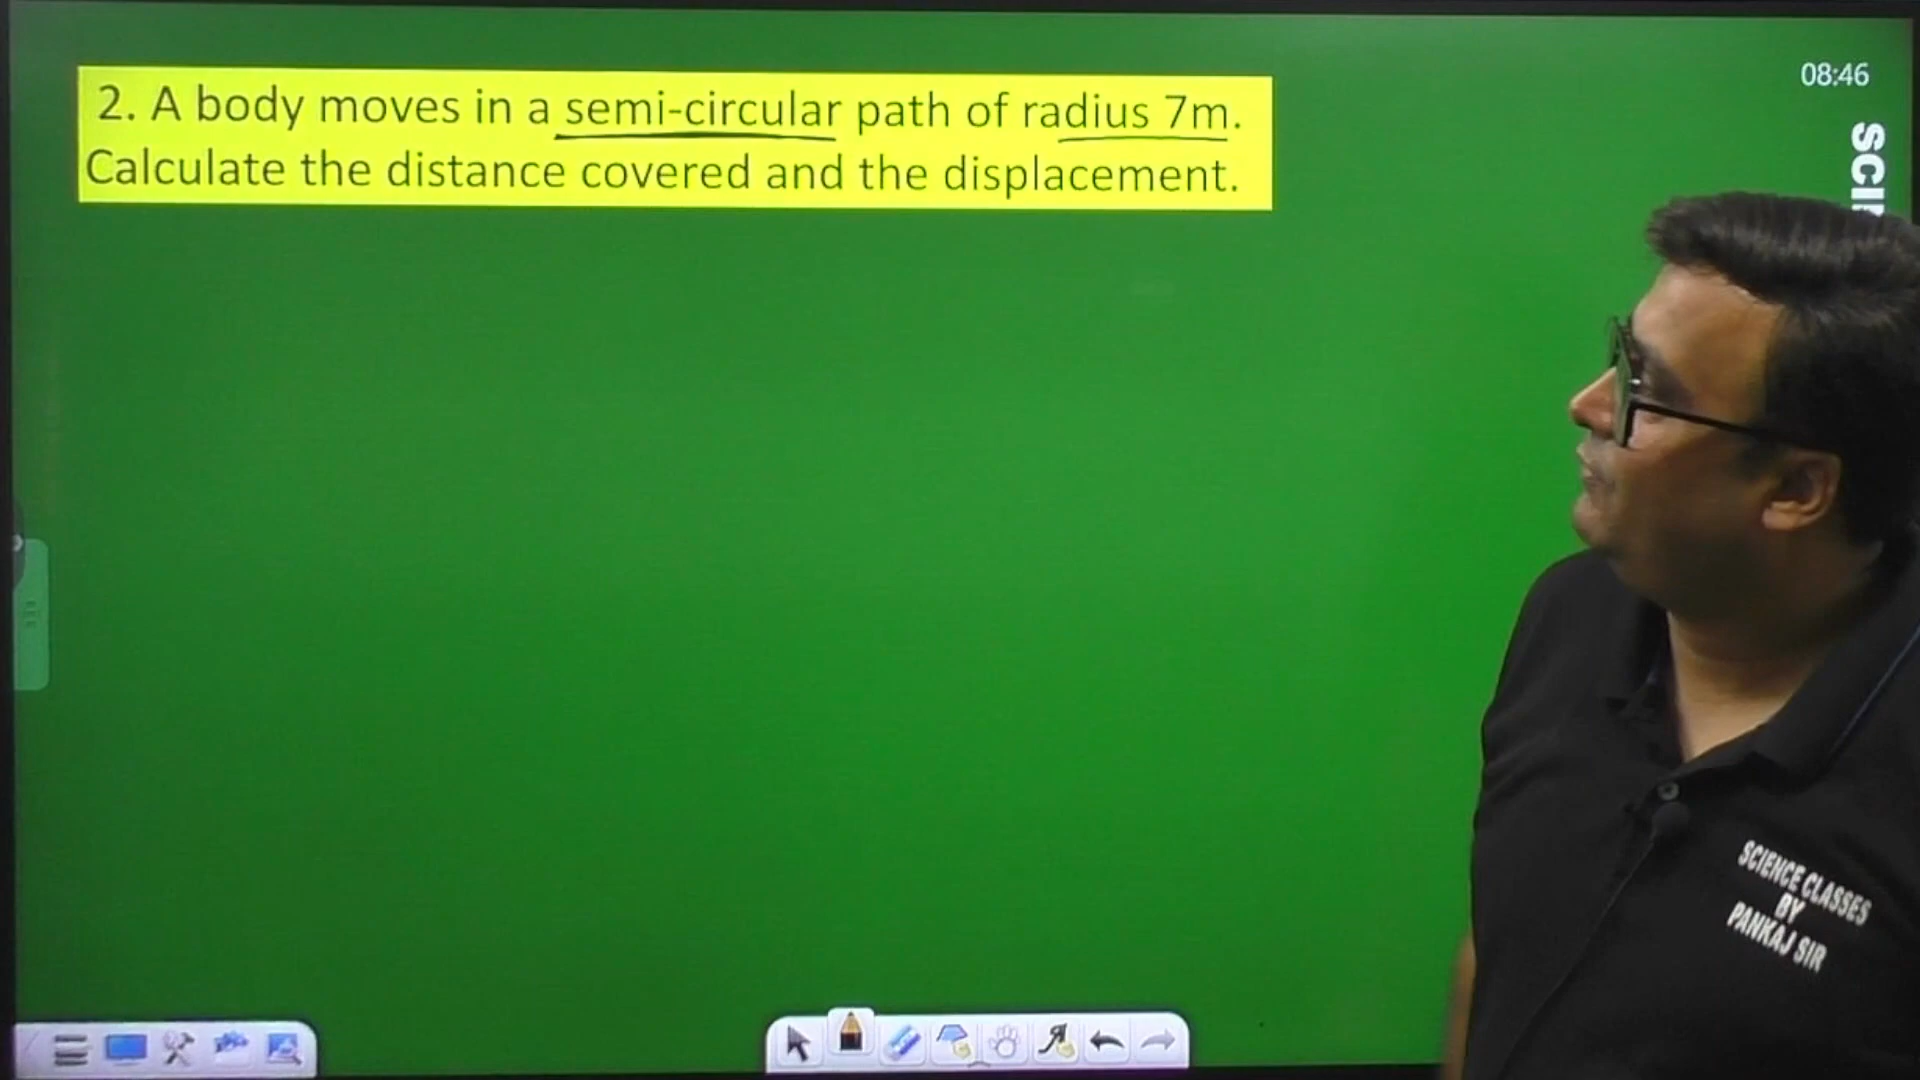 2. A body moves in a semi-circular path of radius 7m.
Calculate the distance covered and the displacement.
08:46
SCIENCE CLASSES
BY
PANKAJ SIR